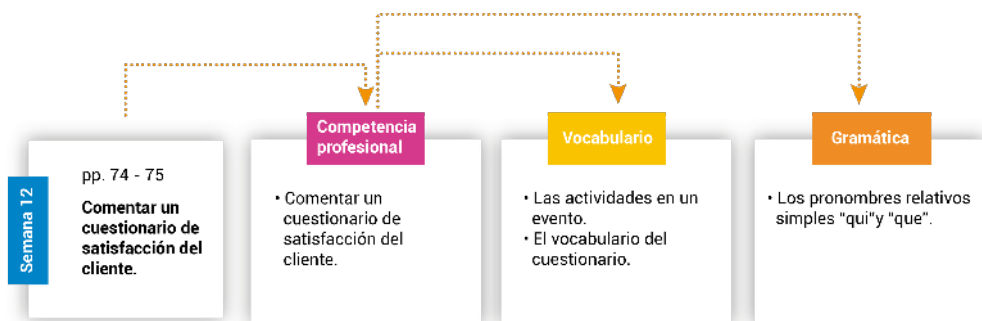 Semana 12
pp. 74 - 75
Comentar un
cuestionario de
satisfacción del
cliente.
Competencia
profesional
• Comentar un
cuestionario de
satisfacción del
cliente.
Vocabulario
• Las actividades en un
evento.
• El vocabulario del
cuestionario.
Gramática
• Los pronombres relativos
simples "qui"y "que".